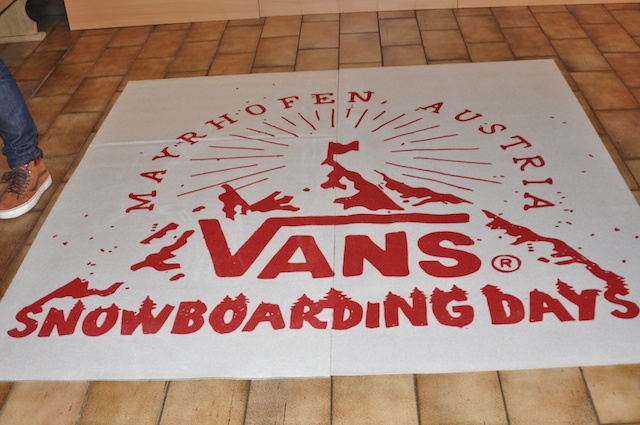 MAYRHOFEN, AUSTRIA
VANS®
SNOWBOARDING DAYS